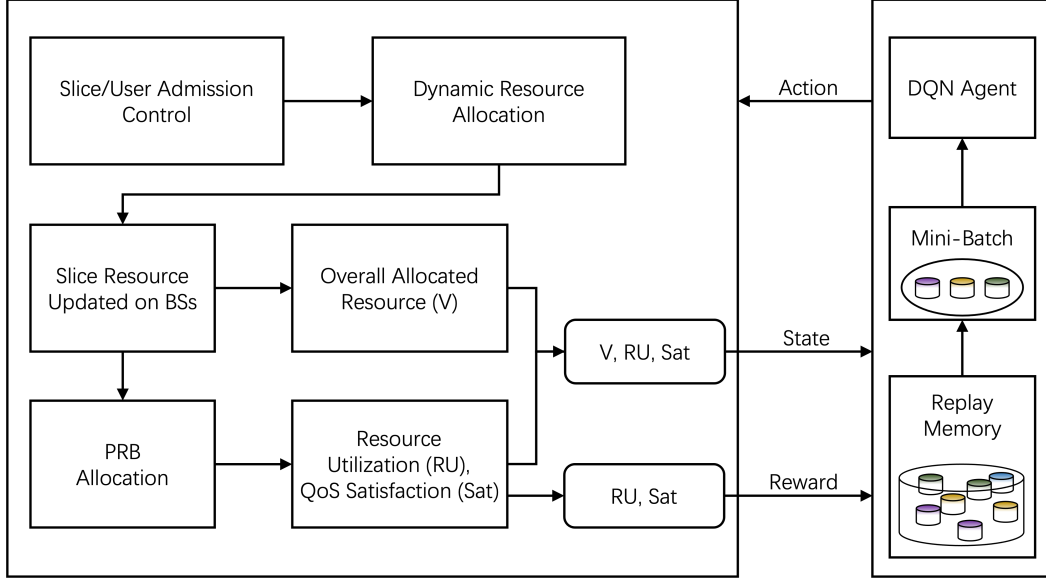 Slice/User Admission
Control
Dynamic Resource
Allocation
Action
DQN Agent
Slice Resource
Updated on BSs
Overall Allocated
Resource (V)
Mini-Batch
V, RU, Sat
State
PRB
Allocation
Resource
Utilization (RU),
QoS Satisfaction (Sat)
RU, Sat
Reward
Replay
Memory